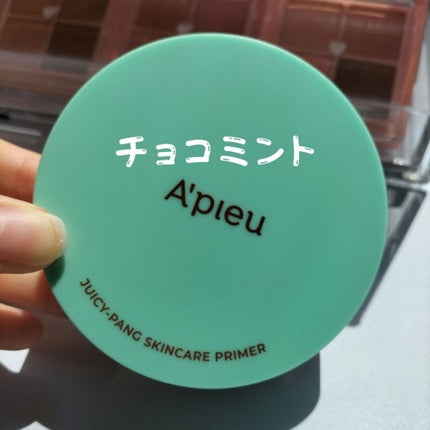 チョコミント
A'pieu
JUICY-PANG SKINCARE PRIMER